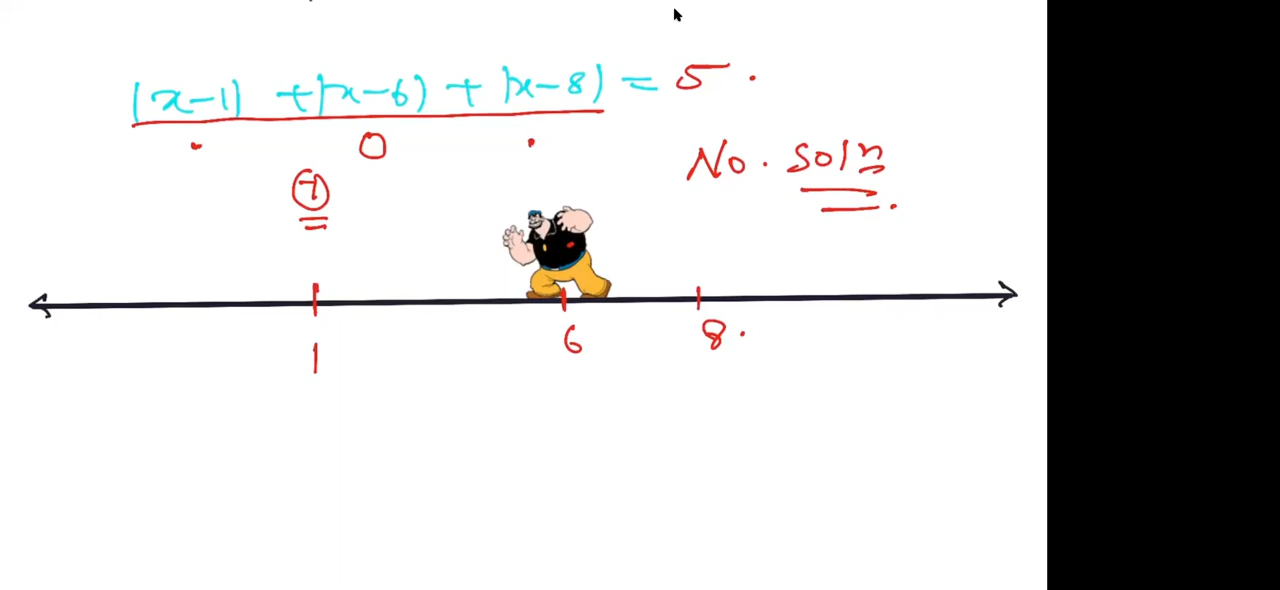 |x-1| + |x-6| + |x-8| = 5.
0
No. soln
7
1 6 8.